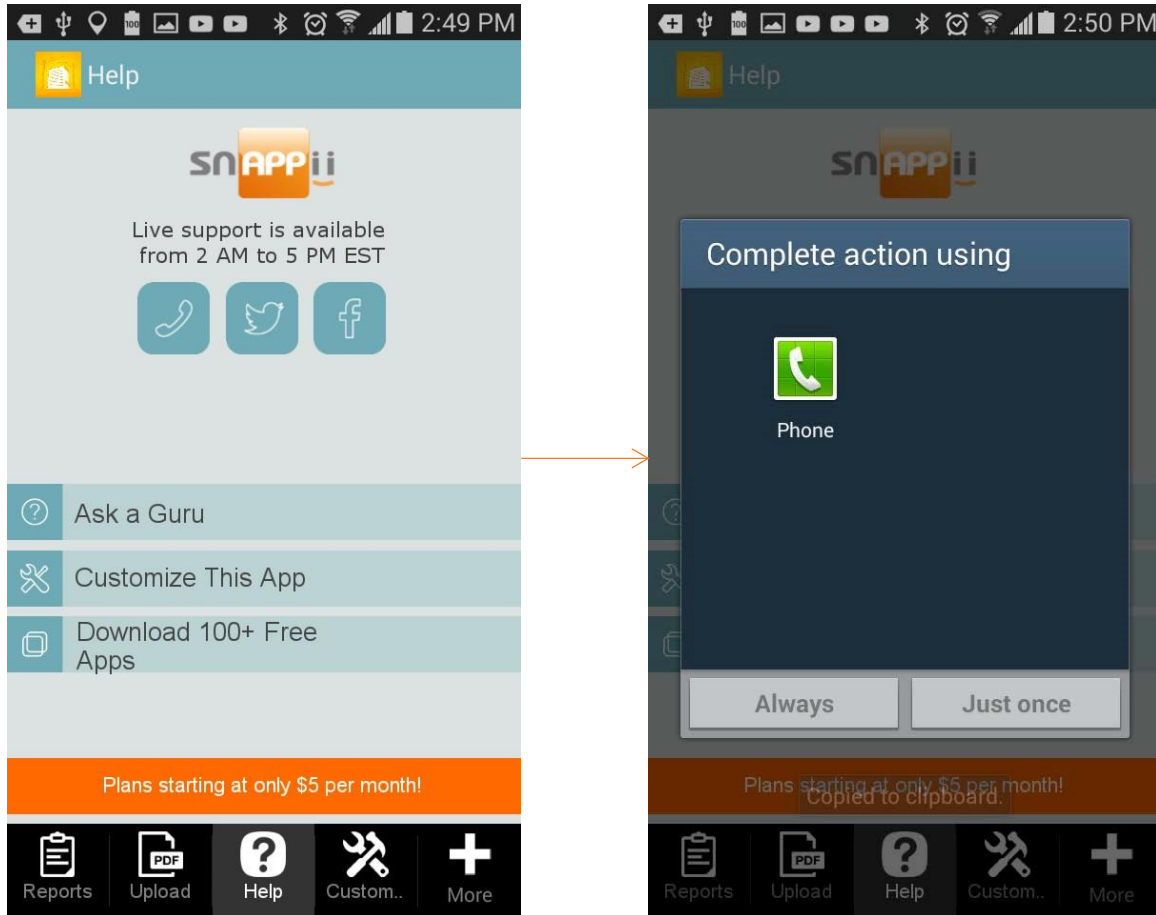 100
2:49 PM
Help
snAPPii
Live support is available
from 2 AM to 5 PM EST
Ask a Guru
Customize This App
Download 100+ Free
Apps
Plans starting at only $5 per month!
PDF
Reports
Upload
Help
Custom..
More
100
2:50 PM
Help
snAPPii
Complete action using
Phone
Always
Just once
Plans starting at only $5 per month!
Copied to clipboard.
PDF
Reports
Upload
Help
Custom..
More